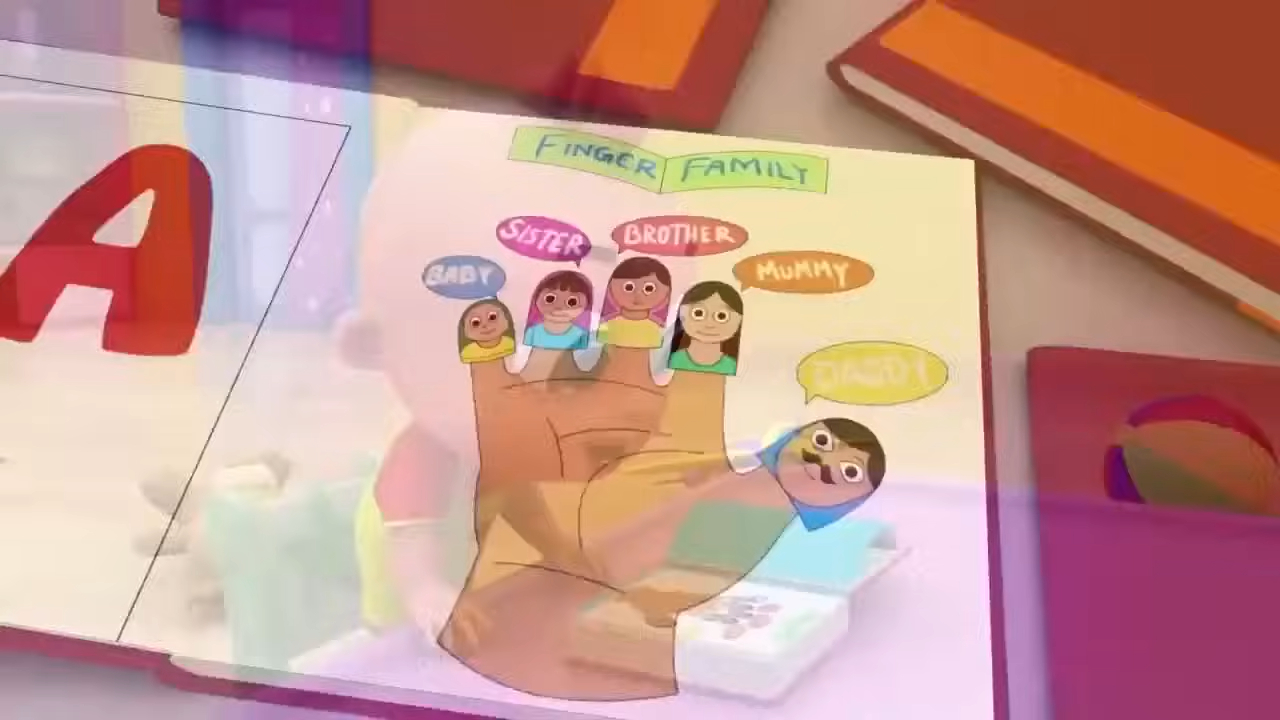 A
FINGER FAMILY
SISTER
BROTHER
BABY
MUMMY
DADDY